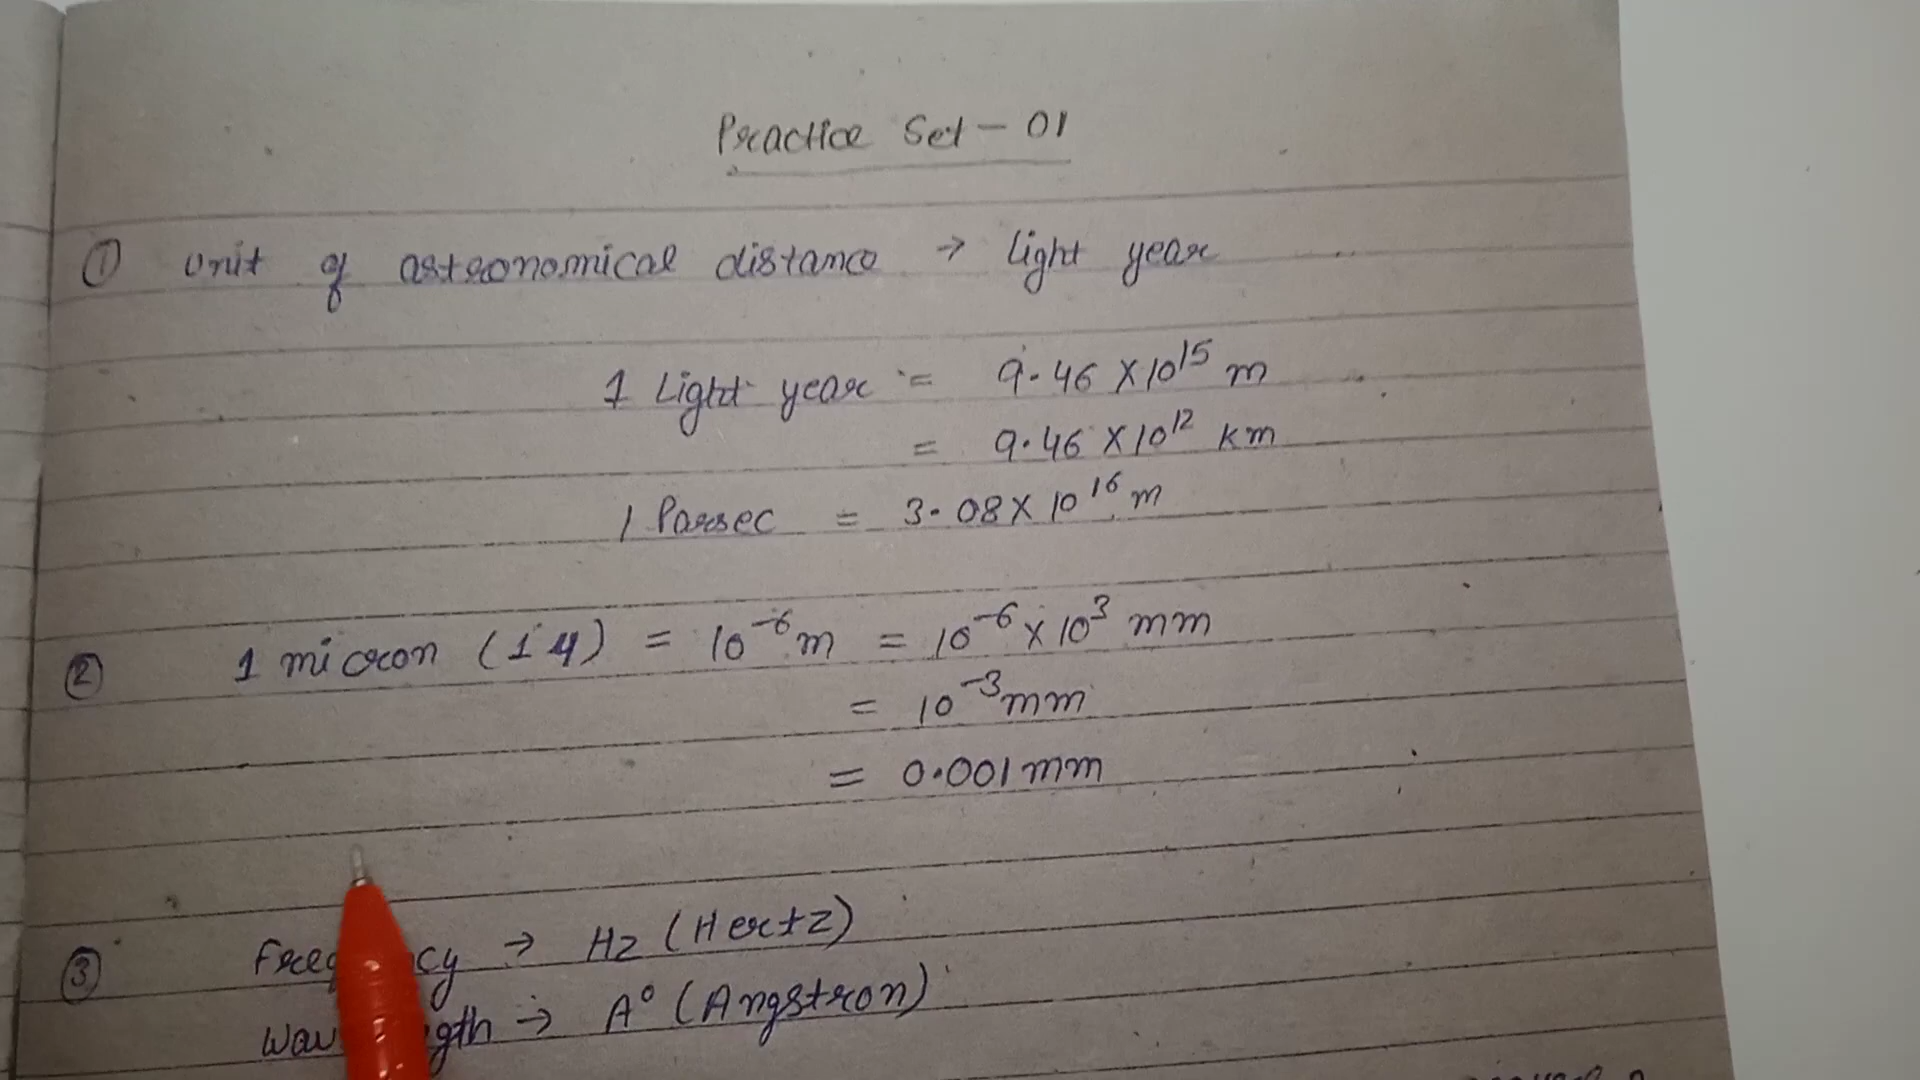 Practice Set - 01
① Unit of astronomical distance → light year
1 Light year = 9.46 × 10¹⁵ m
= 9.46 × 10¹² km
1 Parsec = 3.08 × 10¹⁶ m
② 1 micron (1 μ) = 10⁻⁶ m = 10⁻⁶ × 10³ mm
= 10⁻³ mm
= 0.001 mm
③ Freq cy → Hz (Hertz)
Wav gth → A° (Angstron)